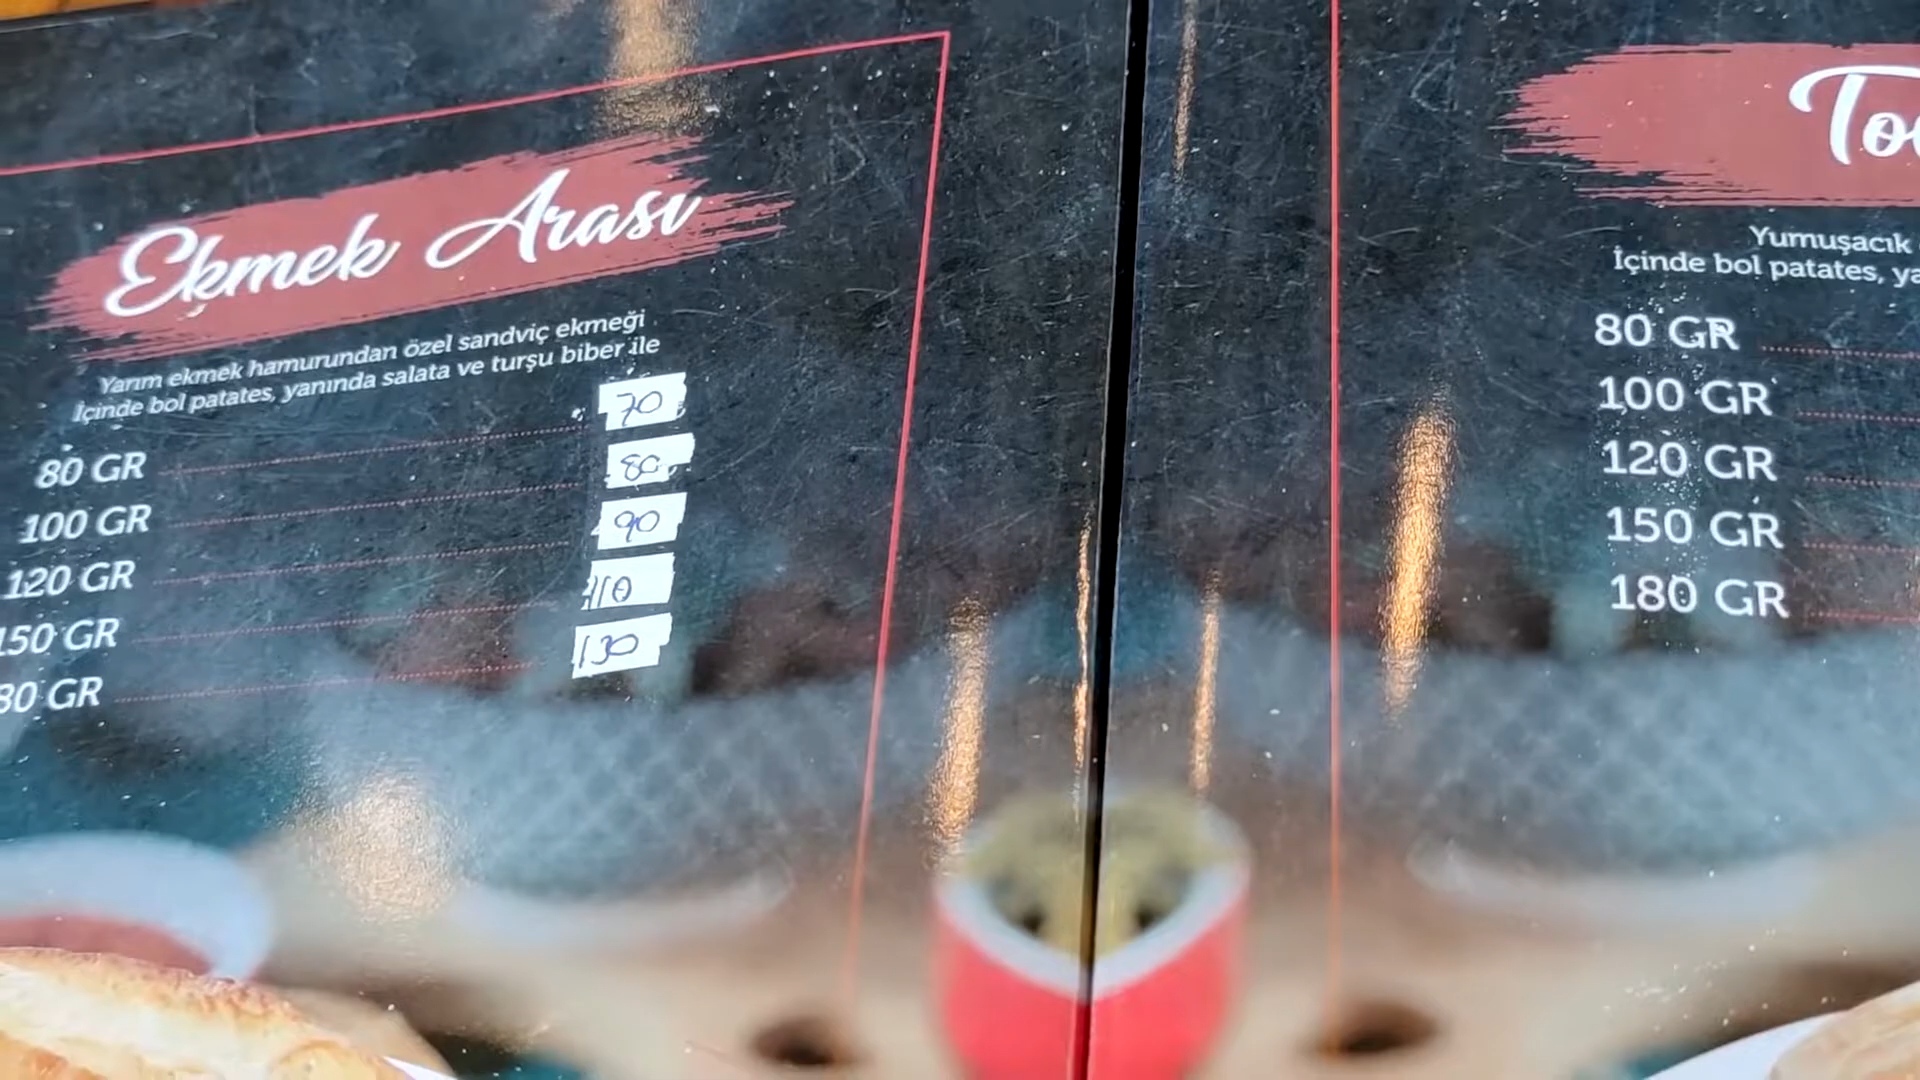 Ekmek Arası
Yarım ekmek hamurundan özel sandviç ekmeği
İçinde bol patates, yanında salata ve turşu biber ile
80 GR 70
100 GR 80
120 GR 90
150 GR 110
80 GR 130
Yumuşacık
İçinde bol patates,
80 GR
100 GR
120 GR
150 GR
180 GR